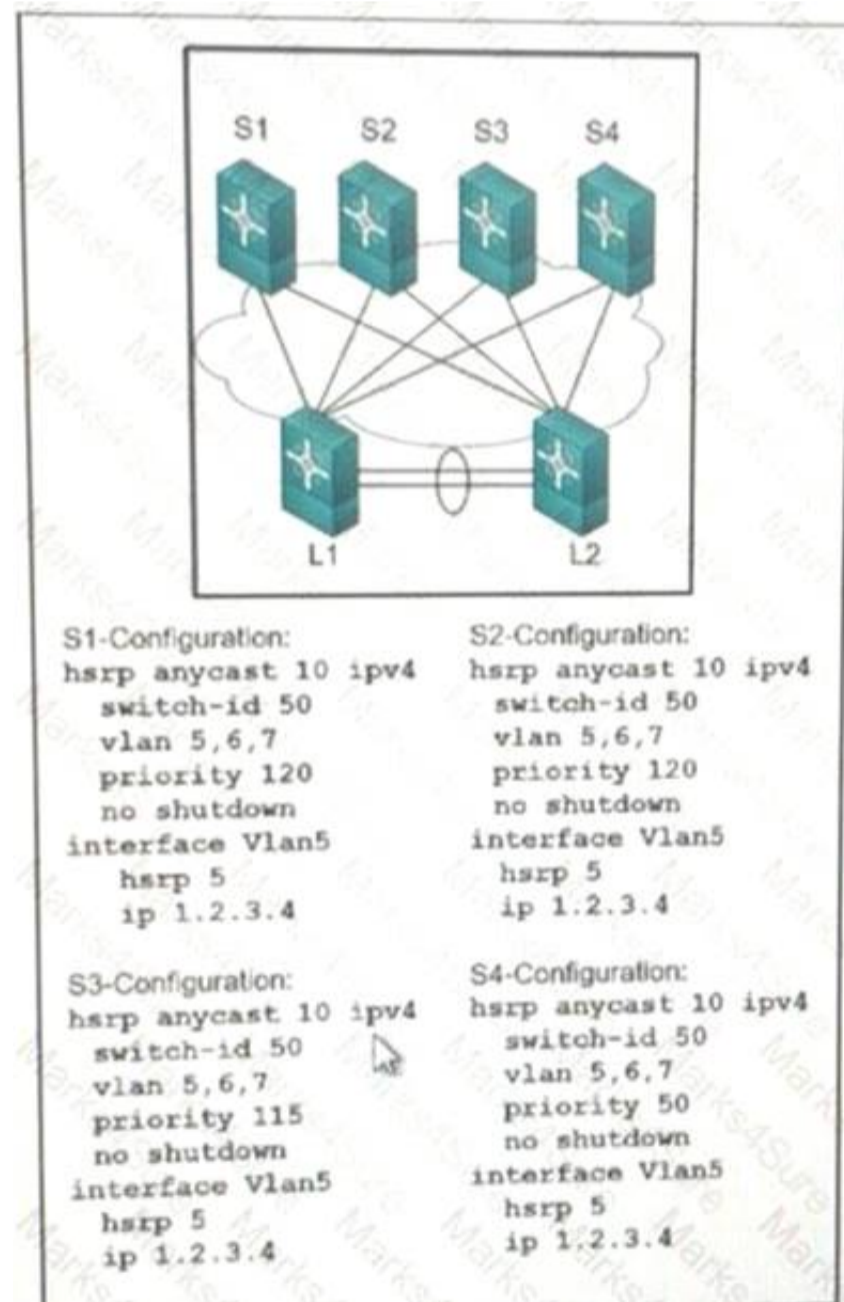 S1 S2 S3 S4
L1 L2
S1-Configuration:
hsrp anycast 10 ipv4
switch-id 50
vlan 5,6,7
priority 120
no shutdown
interface Vlan5
hsrp 5
ip 1.2.3.4
S2-Configuration:
hsrp anycast 10 ipv4
switch-id 50
vlan 5,6,7
priority 120
no shutdown
interface Vlan5
hsrp 5
ip 1.2.3.4
S3-Configuration:
hsrp anycast 10 ipv4
switch-id 50
vlan 5,6,7
priority 115
no shutdown
interface Vlan5
hsrp 5
ip 1.2.3.4
S4-Configuration:
hsrp anycast 10 ipv4
switch-id 50
vlan 5,6,7
priority 50
no shutdown
interface Vlan5
hsrp 5
ip 1.2.3.4
Marks4Sure